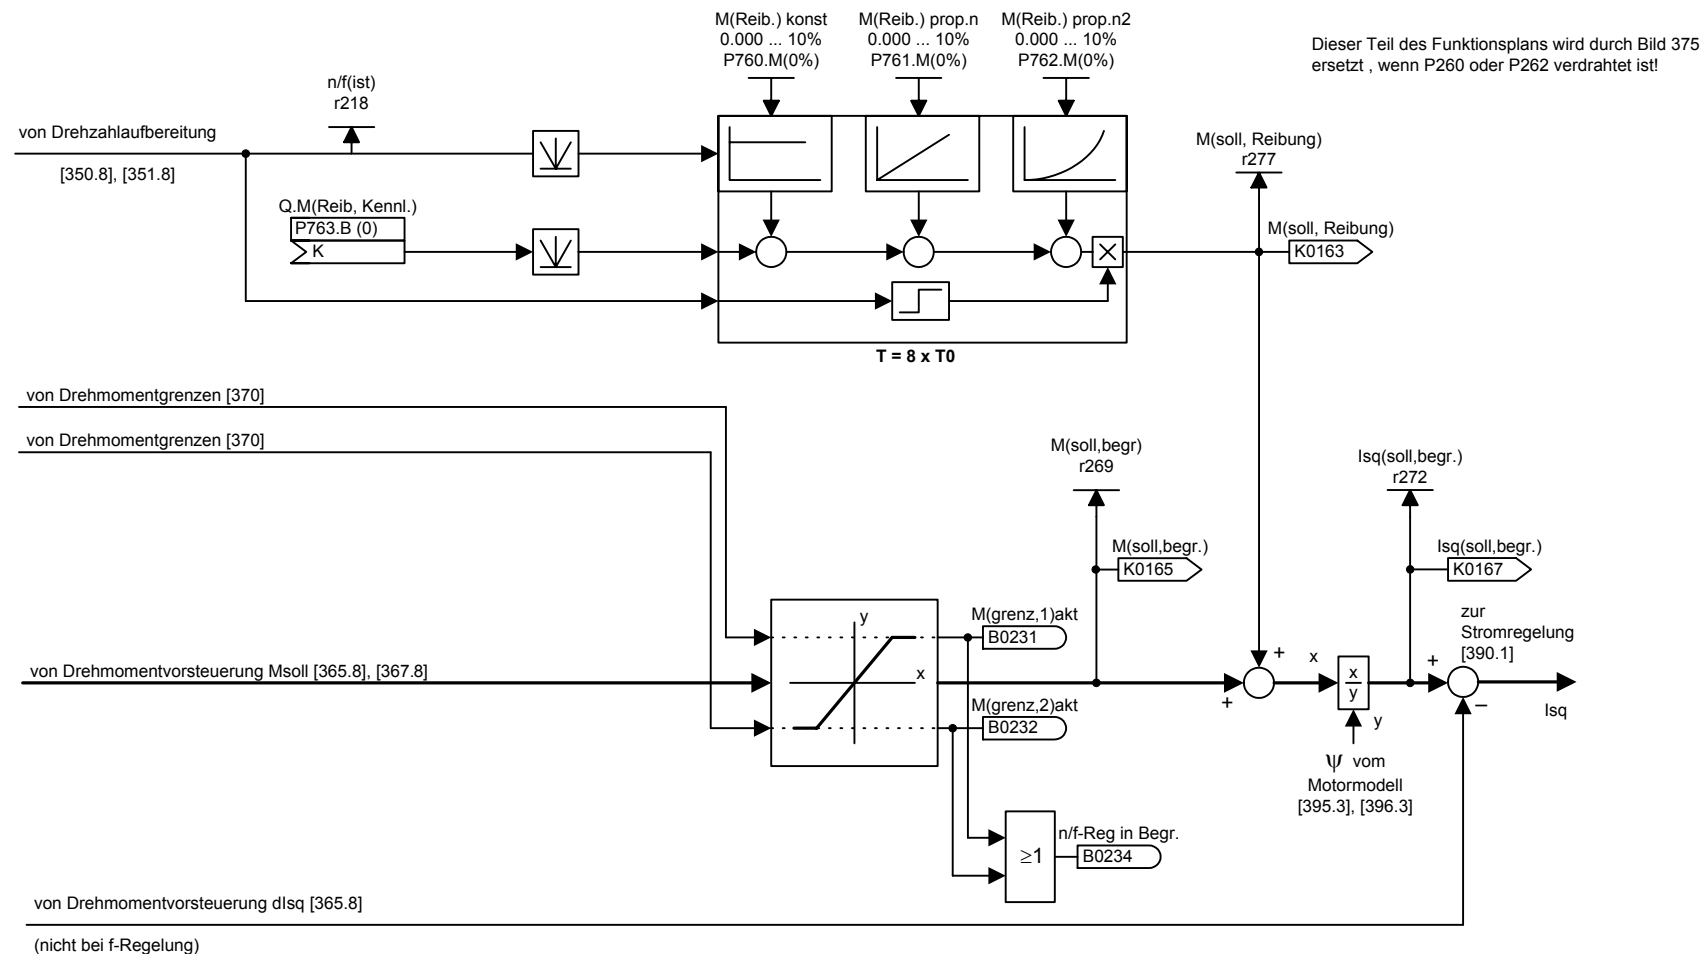 M(Reib.) konst
0.000 ... 10%
P760.M(0%)
M(Reib.) prop.n
0.000 ... 10%
P761.M(0%)
M(Reib.) prop.n2
0.000 ... 10%
P762.M(0%)
Dieser Teil des Funktionsplans wird durch Bild 375
ersetzt , wenn P260 oder P262 verdrahtet ist!
n/f(ist)
r218
von Drehzahlaufbereitung
[350.8], [351.8]
Q.M(Reib, Kennl.)
P763.B (0)
K
M(soll, Reibung)
r277
M(soll, Reibung)
K0163
T = 8 x T0
von Drehmomentgrenzen [370]
von Drehmomentgrenzen [370]
M(soll,begr)
r269
M(soll,begr.)
K0165
Isq(soll,begr.)
r272
Isq(soll,begr.)
K0167
y
x
M(grenz,1)akt
B0231
von Drehmomentvorsteuerung Msoll [365.8], [367.8]
M(grenz,2)akt
B0232
+
+
x
x
y
y
+
–
zur
Stromregelung
[390.1]
Isq
ψ vom
Motormodell
[395.3], [396.3]
≥1
n/f-Reg in Begr.
B0234
von Drehmomentvorsteuerung dIsq [365.8]
(nicht bei f-Regelung)